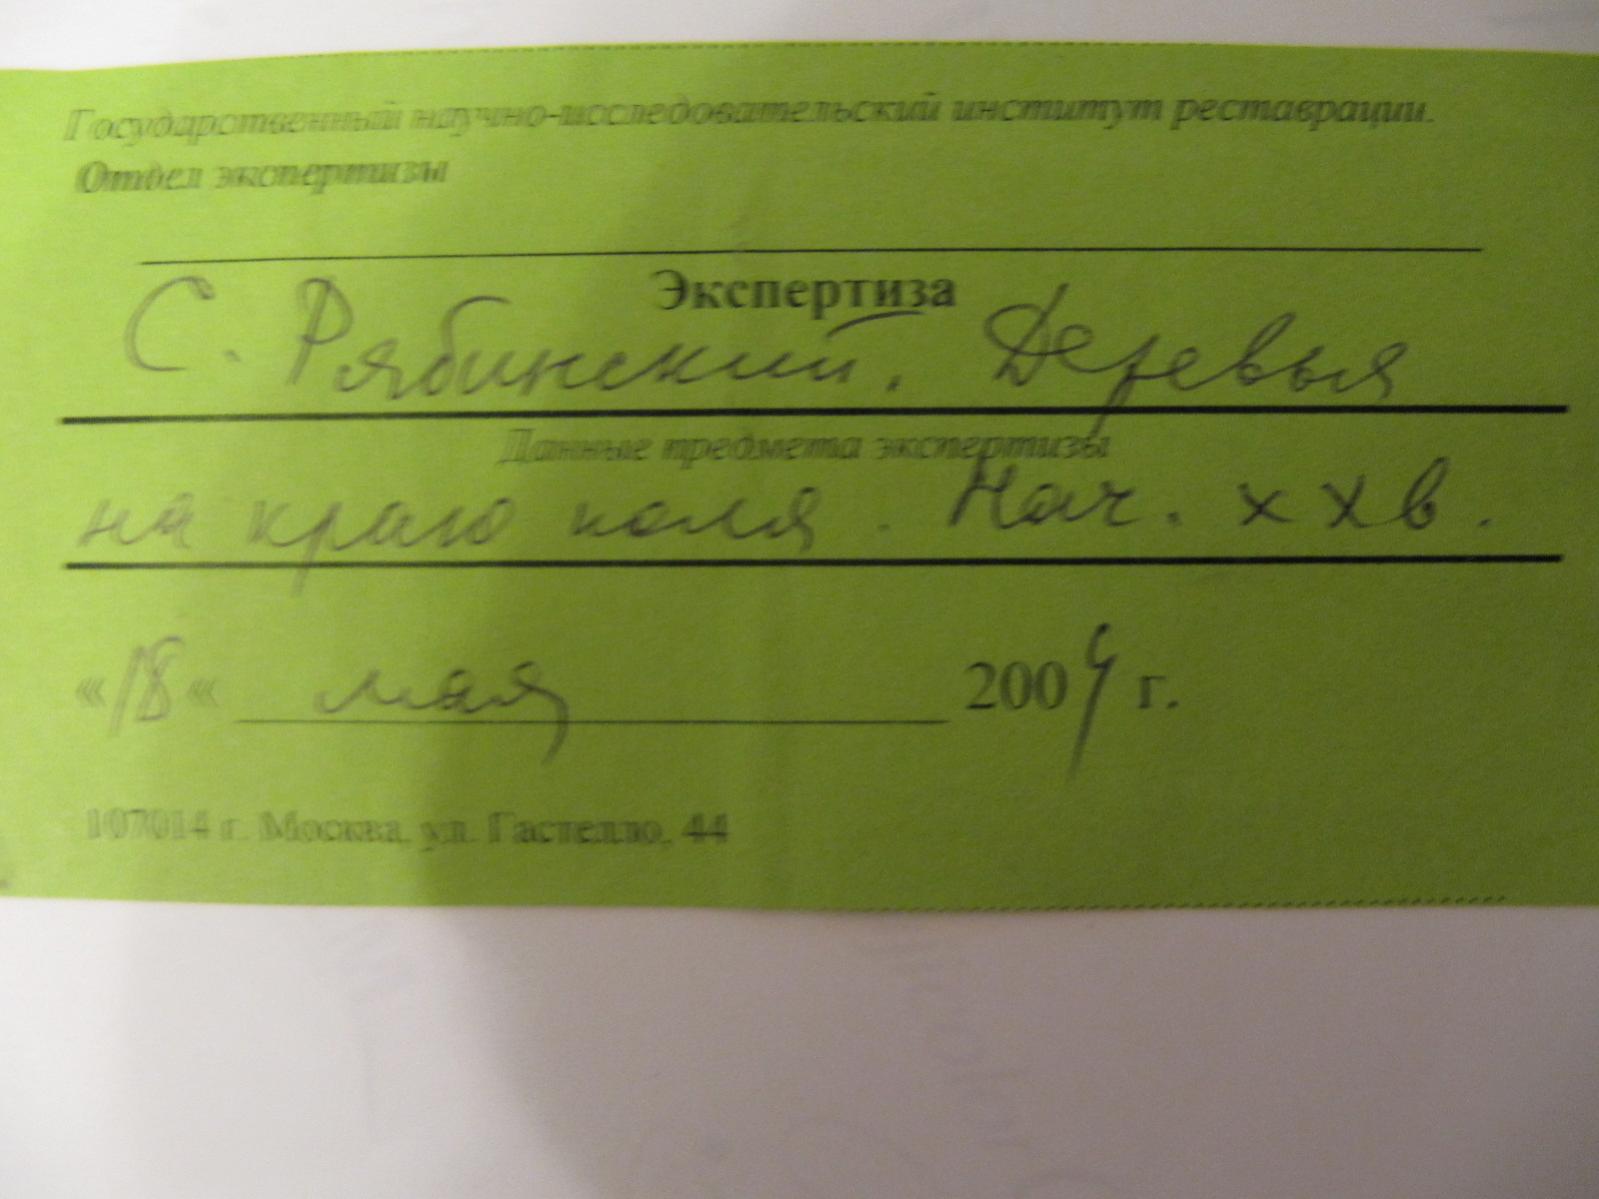 Государственный научно-исследовательский институт реставрации.
Отдел экспертизы
Экспертиза
С. Рябинский. Деревья
Данные предмета экспертизы
на краю поля. Нач. ХХв.
«18« мая 2004 г.
107014 г. Москва, ул. Гастелло, 44